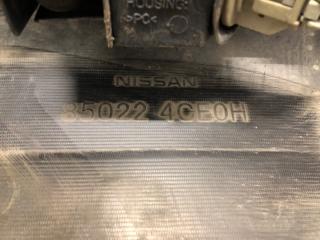 HOUSING:
>PC<
NISSAN
85022 4CE0H